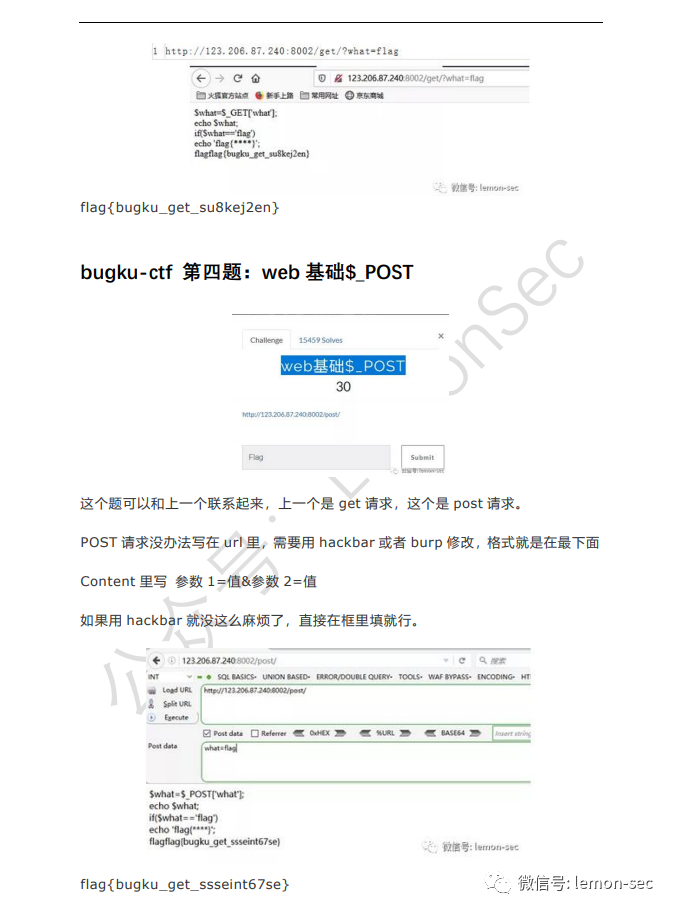 1 http://123.206.87.240:8002/get/?what=flag
123.206.87.240:8002/get/?what=flag
火狐官方站点 新手上路 常用网址 京东商城
$what=$_GET['what'];
echo $what;
if($what=='flag')
echo 'flag{****}';
flagflag{bugku_get_su8kej2en}
微信号: lemon-sec
flag{bugku_get_su8kej2en}
bugku-ctf 第四题：web 基础$_POST
Challenge 15459 Solves ×
web基础$_POST
30
http://123.206.87.240:8002/post/
Flag Submit
微信号: lemon-sec
这个题可以和上一个联系起来，上一个是 get 请求，这个是 post 请求。
POST 请求没办法写在 url 里，需要用 hackbar 或者 burp 修改，格式就是在最下面
Content 里写 参数 1=值&参数 2=值
如果用 hackbar 就没这么麻烦了，直接在框里填就行。
123.206.87.240:8002/post/ 搜索
INT SQL BASICS UNION BASED ERROR/DOUBLE QUERY TOOLS WAF BYPASS ENCODING HT
Load URL http://123.206.87.240:8002/post/
Split URL
Execute
Post data Referrer 0xHEX %URL BASE64 Insert string
Post data what=flag
$what=$_POST['what'];
echo $what;
if($what=='flag')
echo 'flag{****}';
flagflag{bugku_get_ssseint67se}
微信号: lemon-sec
flag{bugku_get_ssseint67se}
微信号: lemon-sec